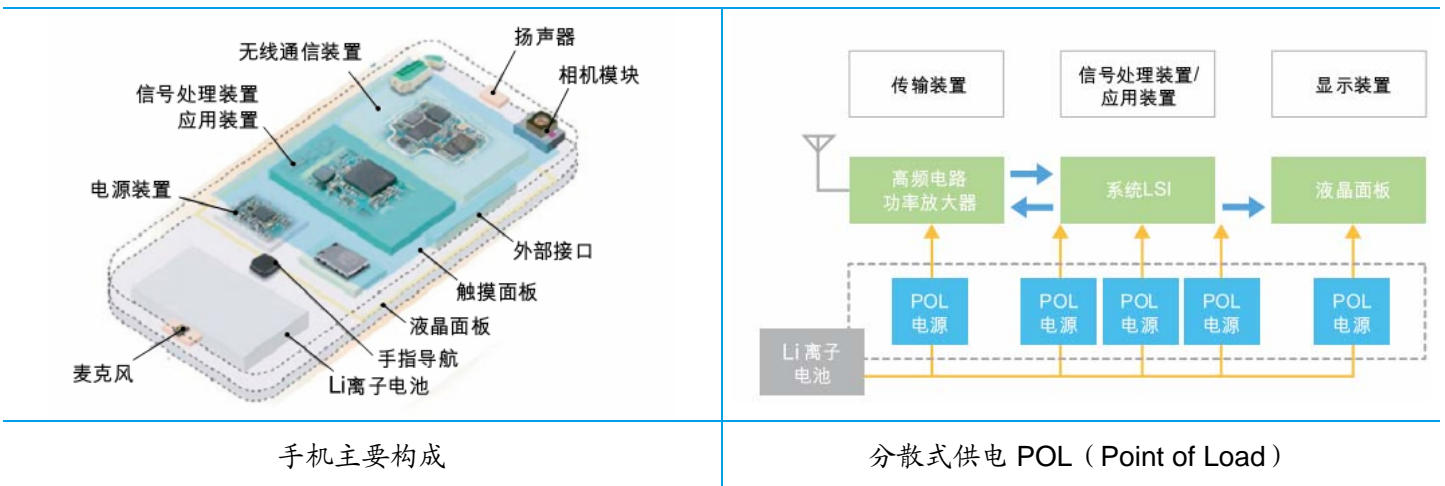 无线通信装置
扬声器
相机模块
信号处理装置
应用装置
电源装置
外部接口
触摸面板
液晶面板
手指导航
Li离子电池
麦克风
手机主要构成
传输装置
信号处理装置/
应用装置
显示装置
高频电路
功率放大器
系统LSI
液晶面板
POL
电源
POL
电源
POL
电源
POL
电源
POL
电源
Li离子
电池
分散式供电 POL（Point of Load）